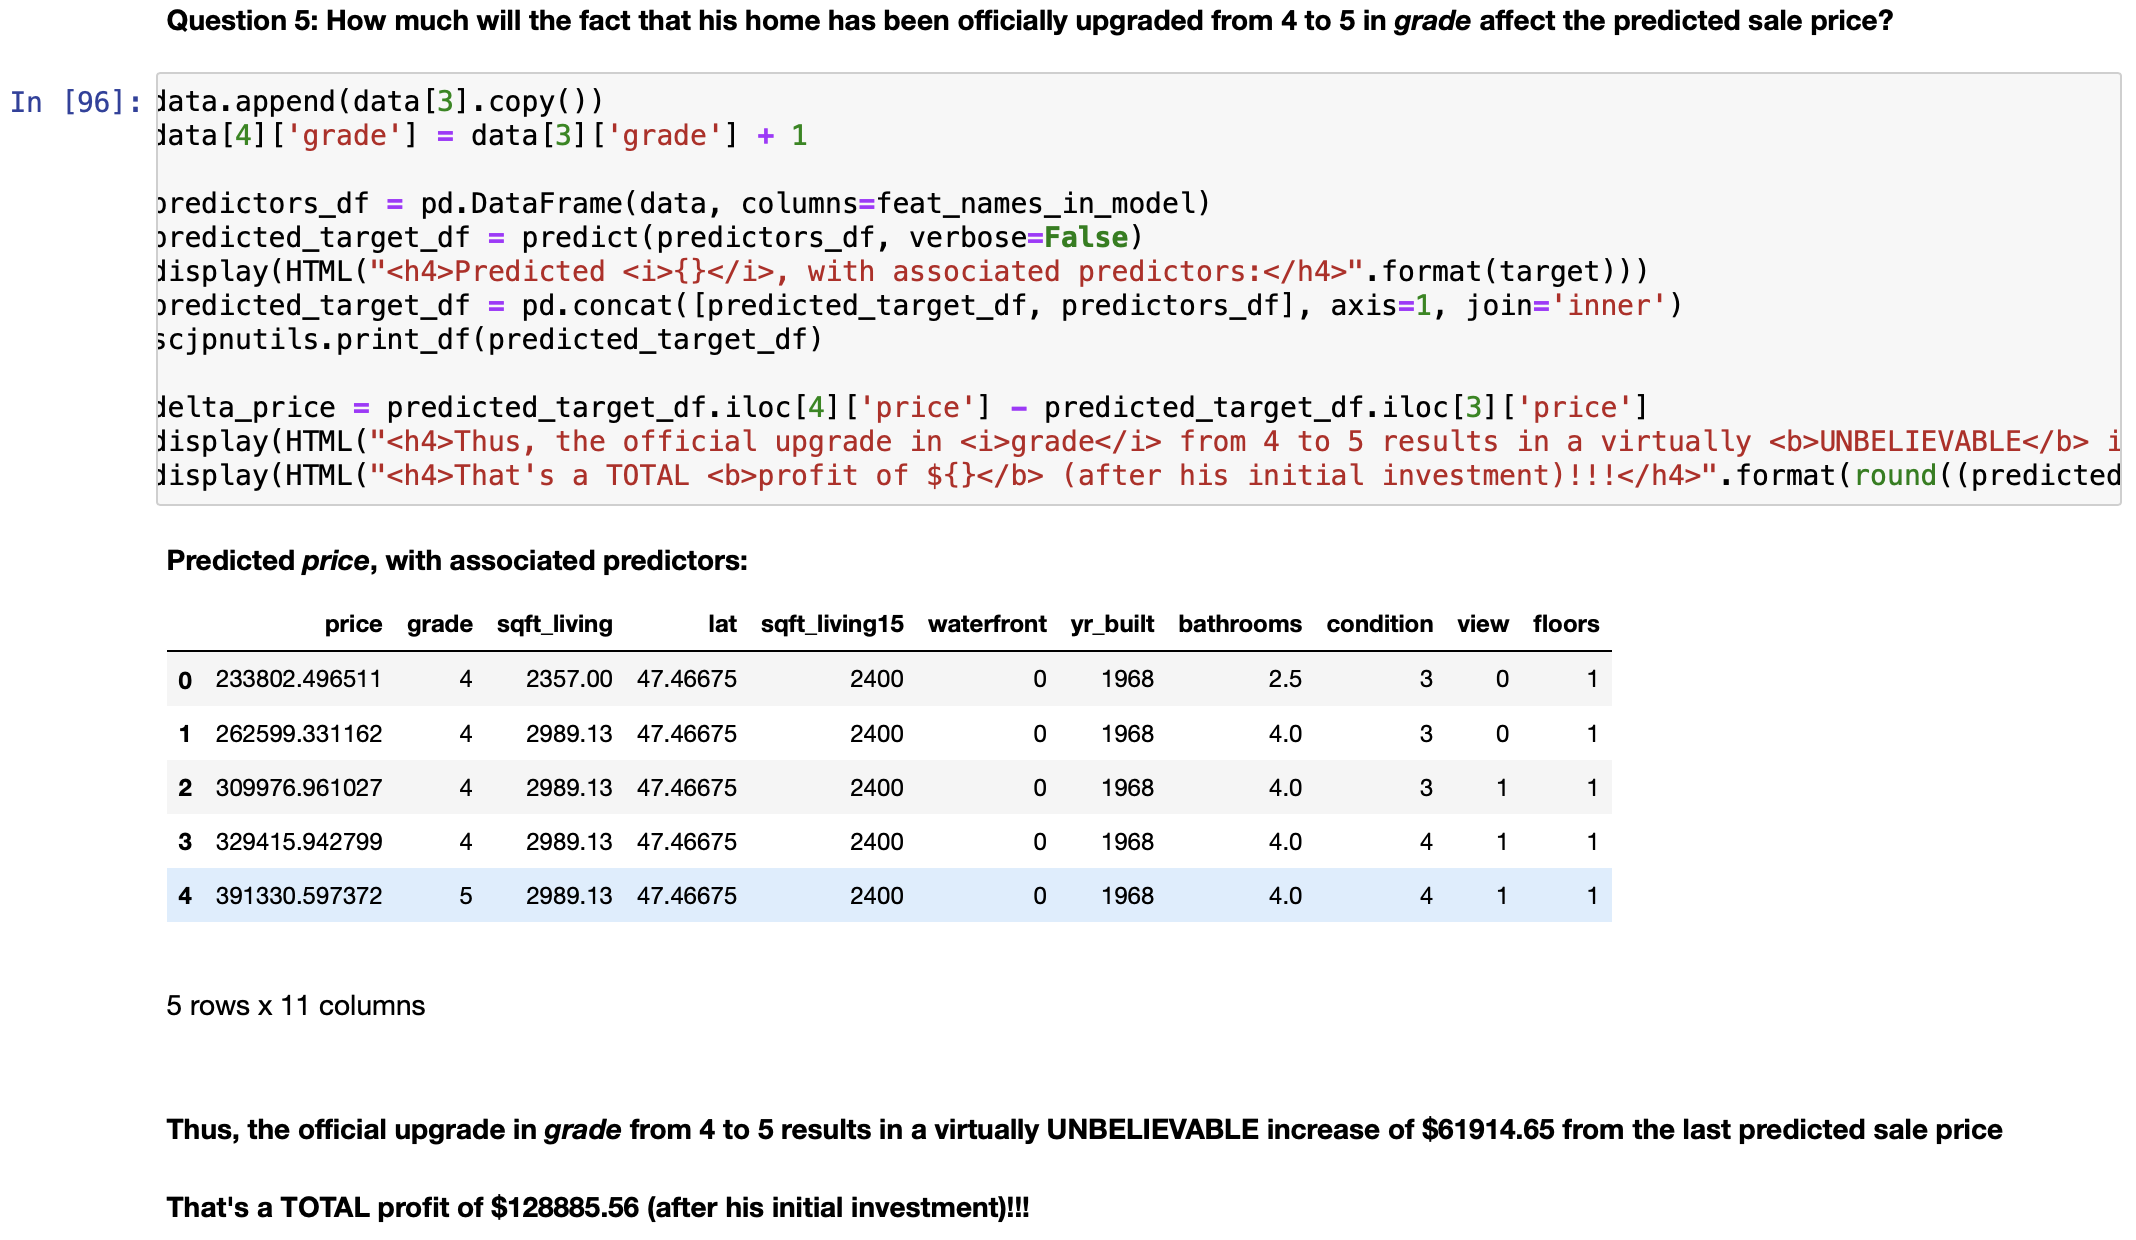 Question 5: How much will the fact that his home has been officially upgraded from 4 to 5 in grade affect the predicted sale price?
In [96]:
data.append(data[3].copy())
data[4]['grade'] = data[3]['grade'] + 1
predictors_df = pd.DataFrame(data, columns=feat_names_in_model)
predicted_target_df = predict(predictors_df, verbose=False)
display(HTML("<h4>Predicted <i>{}</i>, with associated predictors:</h4>".format(target)))
predicted_target_df = pd.concat([predicted_target_df, predictors_df], axis=1, join='inner')
scjpnutils.print_df(predicted_target_df)
delta_price = predicted_target_df.iloc[4]['price'] - predicted_target_df.iloc[3]['price']
display(HTML("<h4>Thus, the official upgrade in <i>grade</i> from 4 to 5 results in a virtually <b>UNBELIEVABLE</b> i
display(HTML("<h4>That's a TOTAL <b>profit of ${}</b> (after his initial investment)!!!</h4>".format(round((predicted
Predicted price, with associated predictors:
price grade sqft_living lat sqft_living15 waterfront yr_built bathrooms condition view floors
0 233802.496511 4 2357.00 47.46675 2400 0 1968 2.5 3 0 1
1 262599.331162 4 2989.13 47.46675 2400 0 1968 4.0 3 0 1
2 309976.961027 4 2989.13 47.46675 2400 0 1968 4.0 3 1 1
3 329415.942799 4 2989.13 47.46675 2400 0 1968 4.0 4 1 1
4 391330.597372 5 2989.13 47.46675 2400 0 1968 4.0 4 1 1
5 rows x 11 columns
Thus, the official upgrade in grade from 4 to 5 results in a virtually UNBELIEVABLE increase of $61914.65 from the last predicted sale price
That's a TOTAL profit of $128885.56 (after his initial investment)!!!